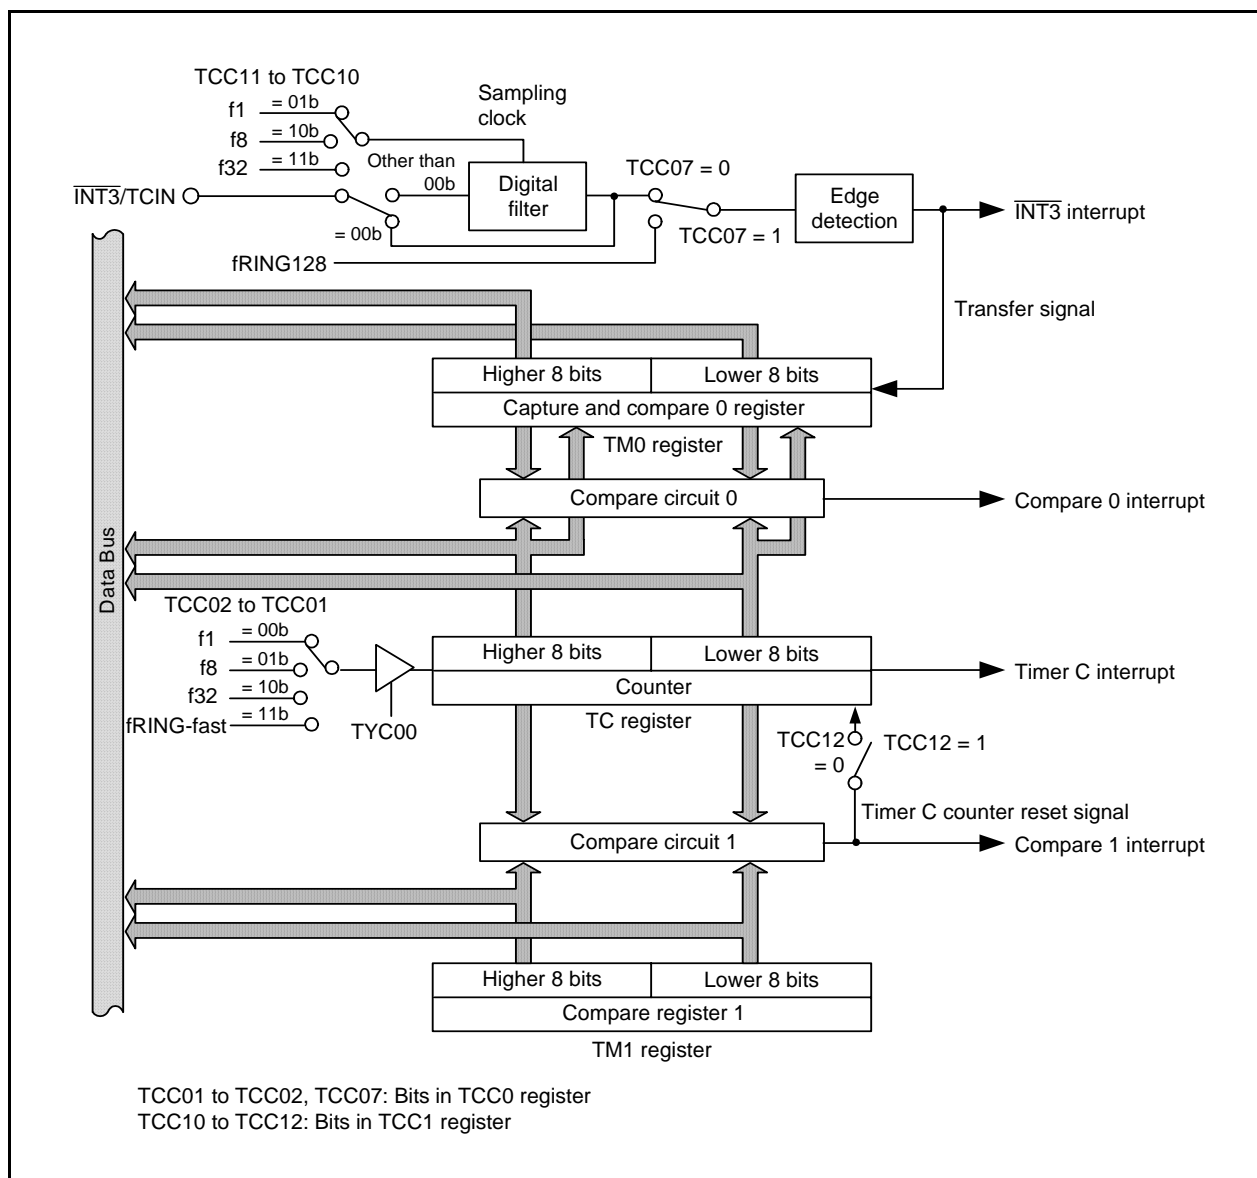 TCC11 to TCC10
f1 = 01b
f8 = 10b
f32 = 11b
Sampling
clock
INT3/TCIN
Other than
00b
= 00b
Digital
filter
TCC07 = 0
TCC07 = 1
fRING128
Edge
detection
INT3 interrupt
Transfer signal
Higher 8 bits
Lower 8 bits
Capture and compare 0 register
TM0 register
Compare circuit 0
Compare 0 interrupt
Data Bus
TCC02 to TCC01
f1 = 00b
f8 = 01b
f32 = 10b
fRING-fast = 11b
TYC00
Higher 8 bits
Lower 8 bits
Counter
TC register
Timer C interrupt
TCC12
= 0
TCC12 = 1
Timer C counter reset signal
Compare circuit 1
Compare 1 interrupt
Higher 8 bits
Lower 8 bits
Compare register 1
TM1 register
TCC01 to TCC02, TCC07: Bits in TCC0 register
TCC10 to TCC12: Bits in TCC1 register